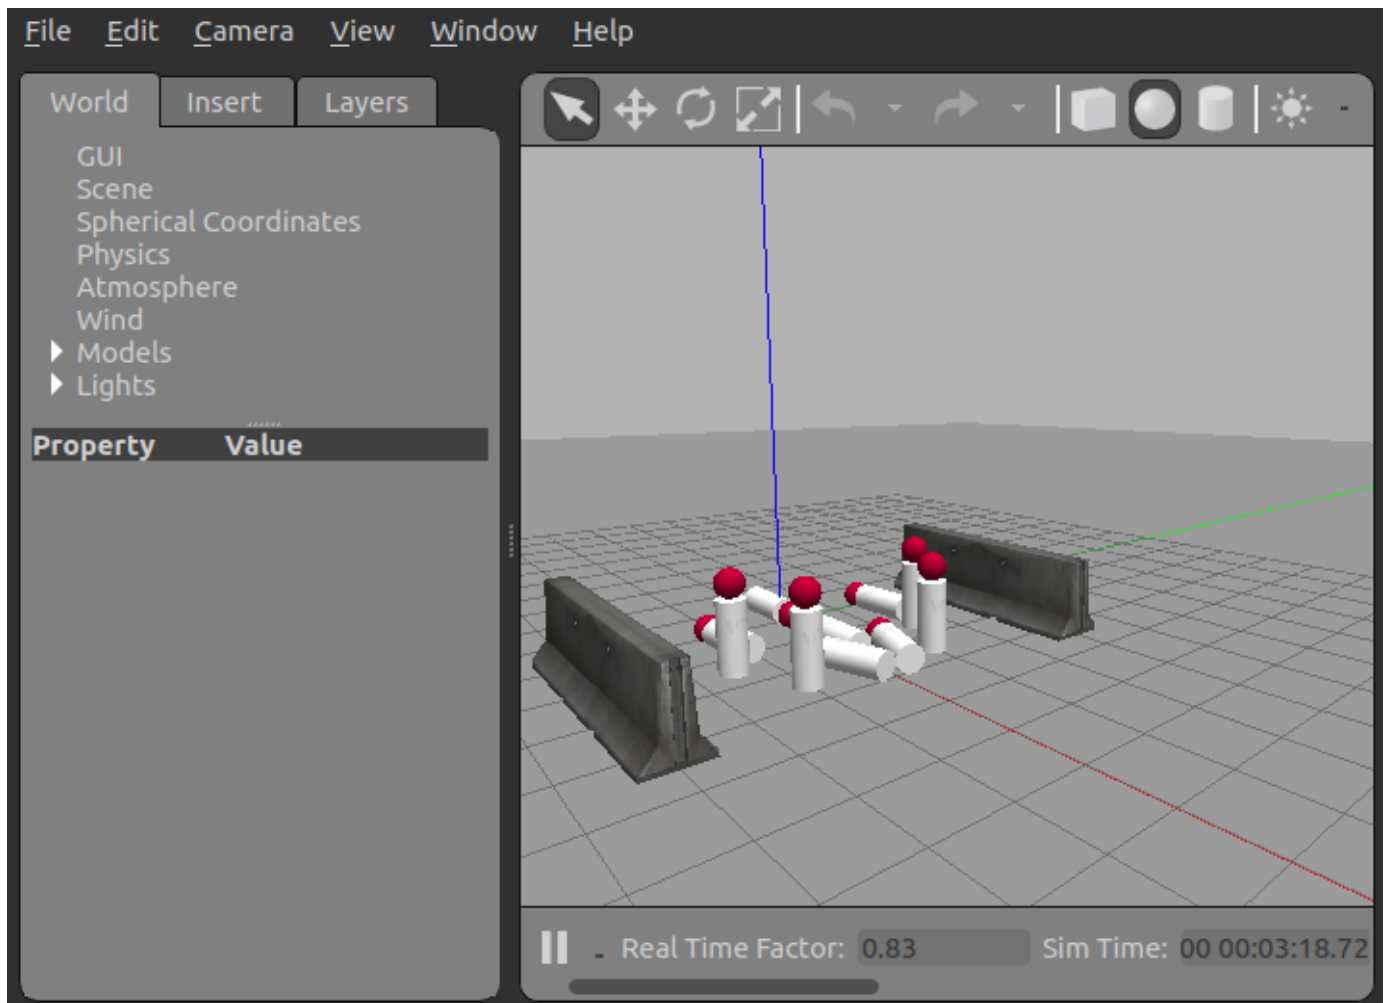 File Edit Camera View Window Help
World Insert Layers
GUI
Scene
Spherical Coordinates
Physics
Atmosphere
Wind
Models
Lights
Property Value
Real Time Factor: 0.83 Sim Time: 00 00:03:18.72